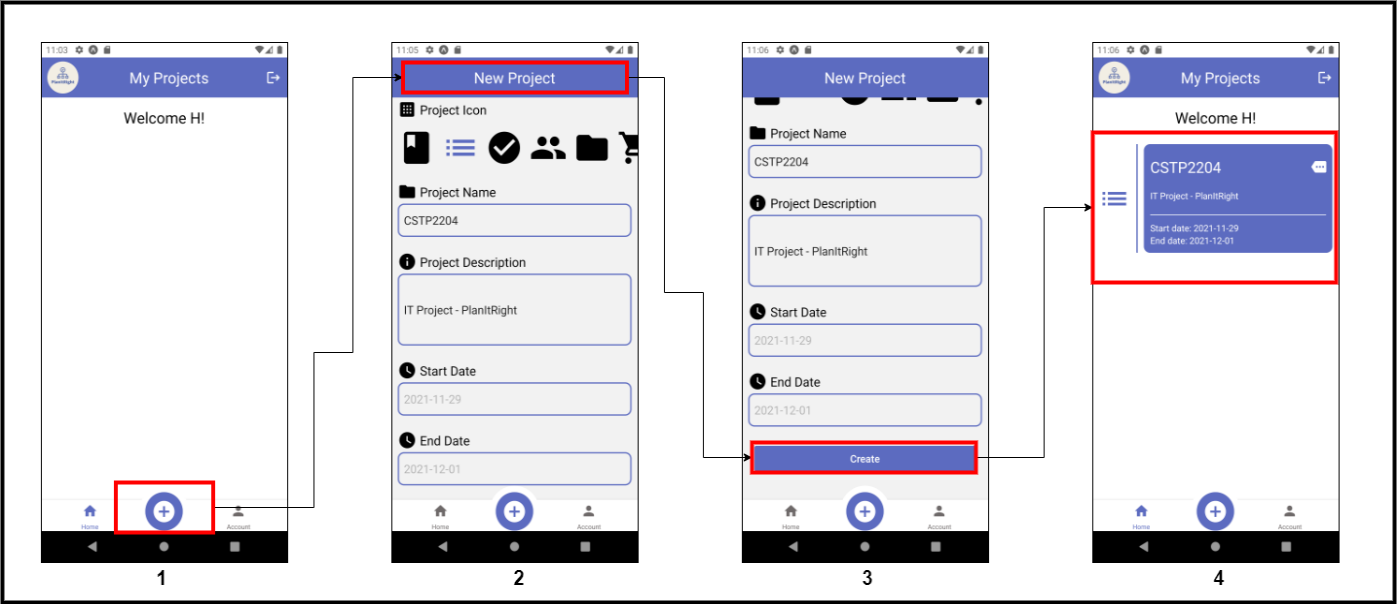 11:03
PlantItRight
My Projects
Welcome H!
Home
Account
1
11:05
New Project
Project Icon
Project Name
CSTP2204
Project Description
IT Project - PlanItRight
Start Date
2021-11-29
End Date
2021-12-01
Home
Account
2
11:06
New Project
Project Name
CSTP2204
Project Description
IT Project - PlanItRight
Start Date
2021-11-29
End Date
2021-12-01
Create
Home
Account
3
11:06
PlantItRight
My Projects
Welcome H!
CSTP2204
IT Project - PlanItRight
Start date: 2021-11-29
End date: 2021-12-01
Home
Account
4